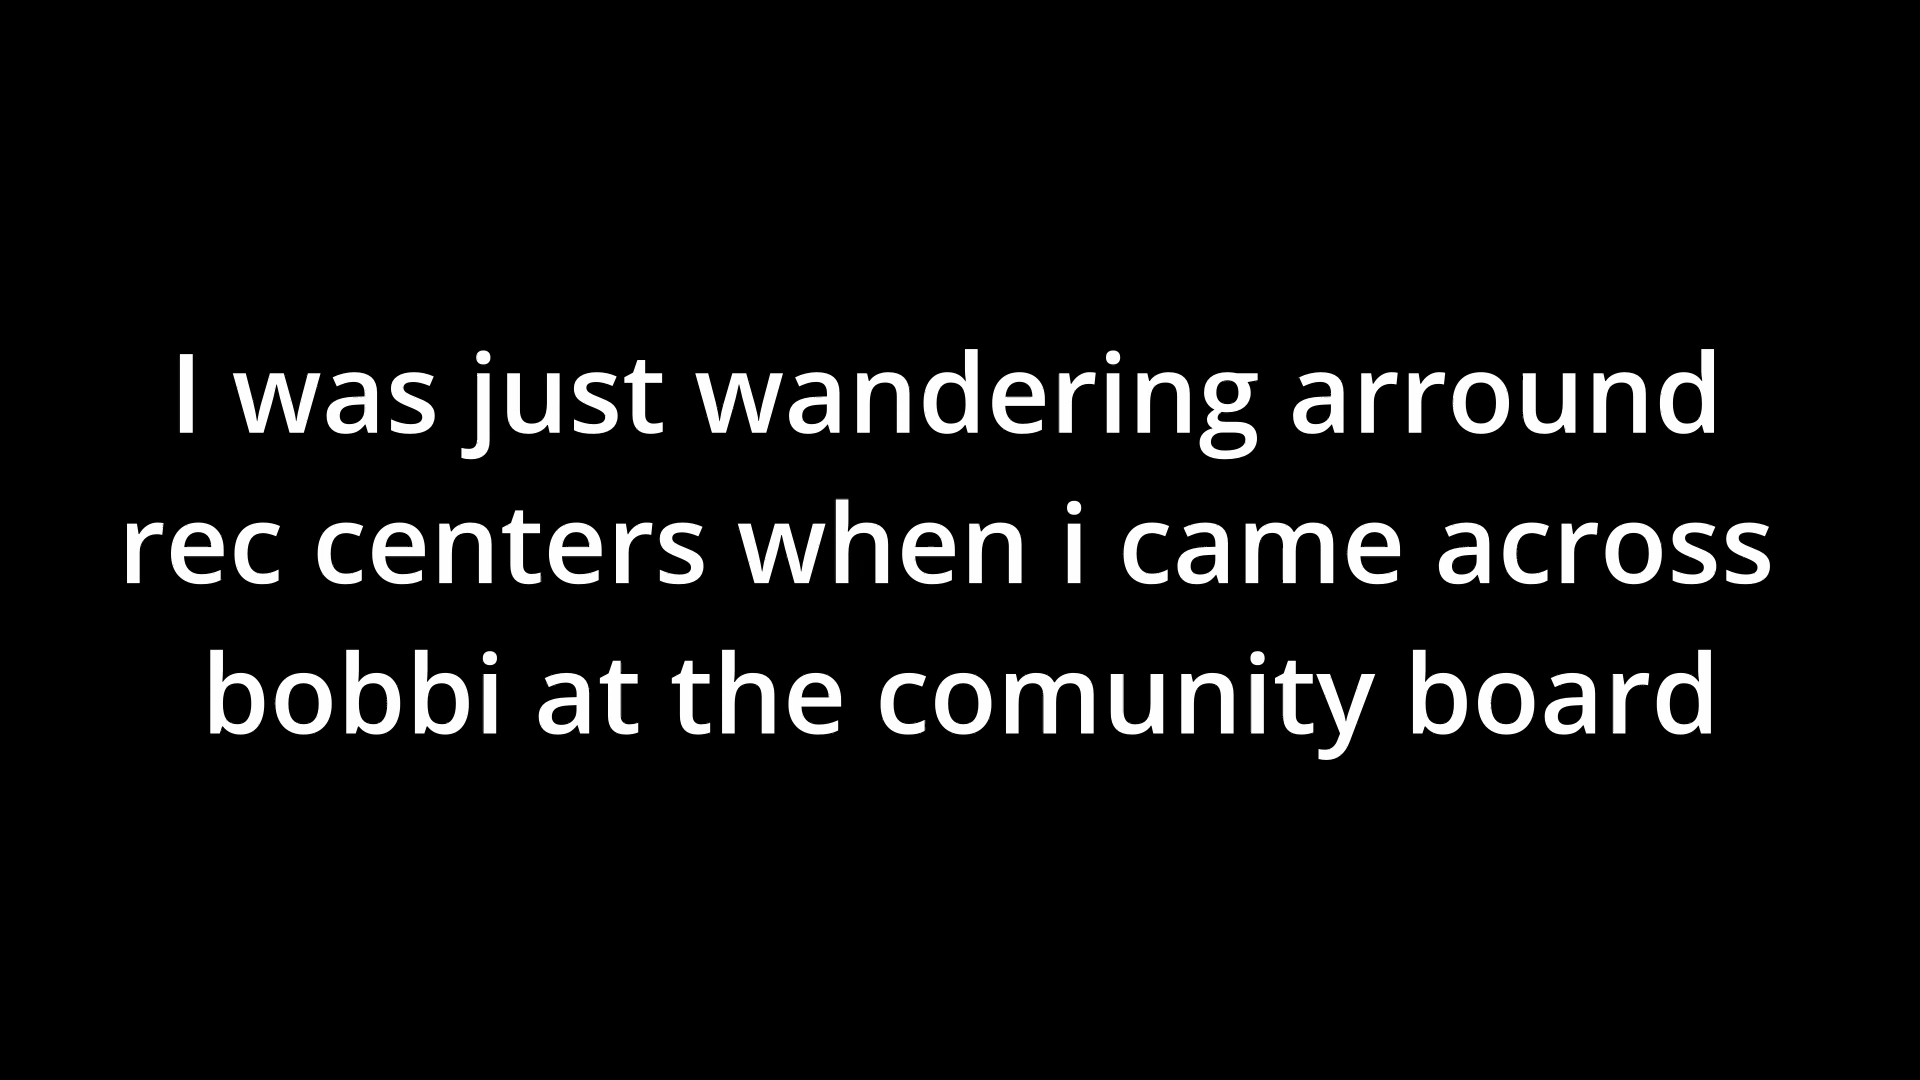 I was just wandering arround
rec centers when i came across
bobbi at the comunity board